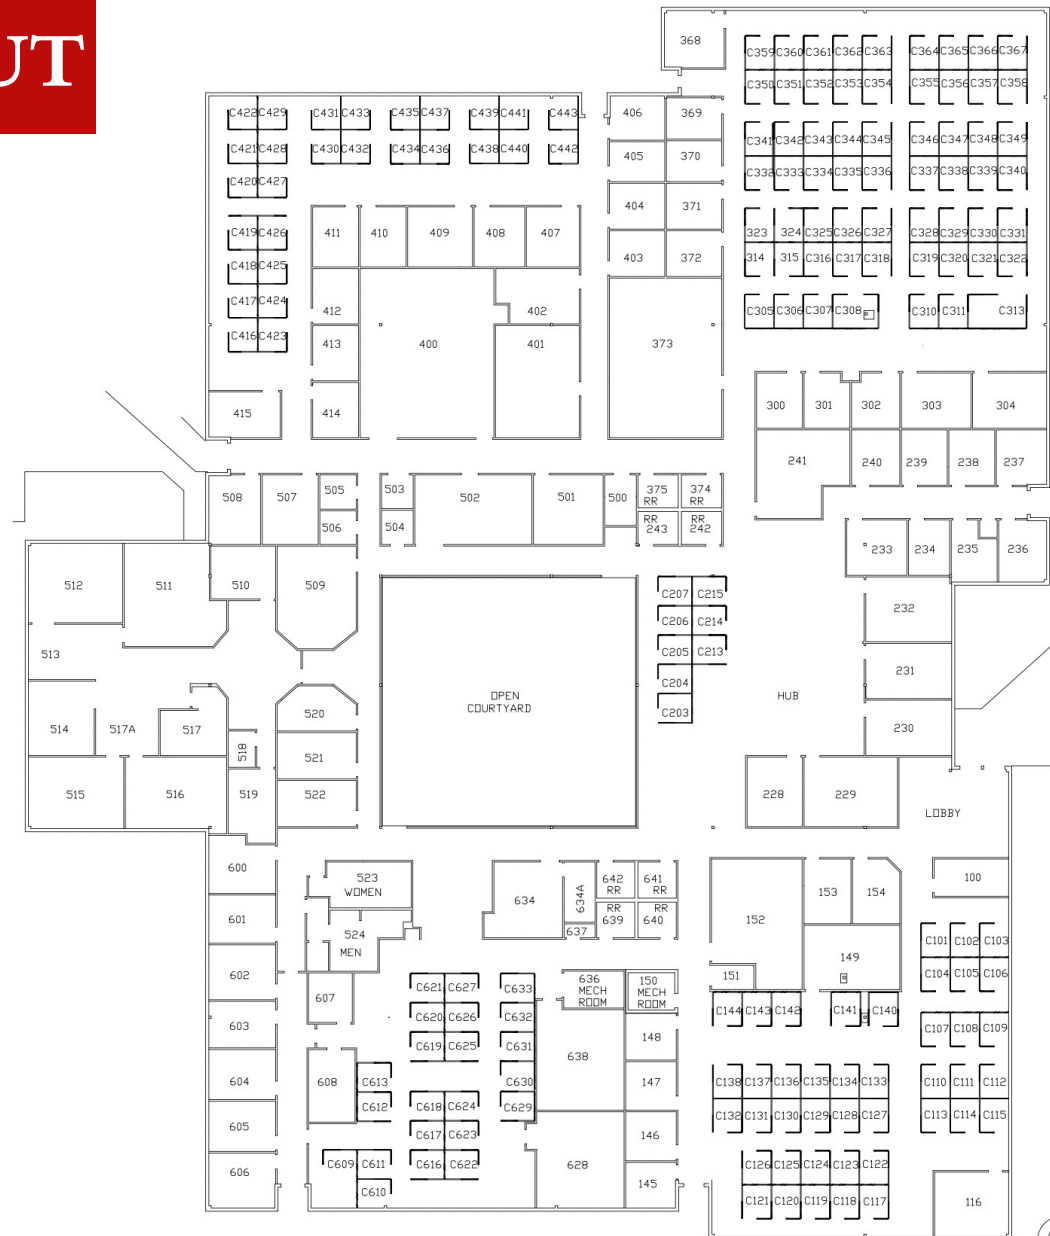 UT
368
C359 C360 C361 C362 C363 C364 C365 C366 C367
C350 C351 C352 C353 C354 C355 C356 C357 C358
C422 C429 C431 C433 C435 C437 C439 C441 C443 406 369
C341 C342 C343 C344 C345 C346 C347 C348 C349
C421 C428 C430 C432 C434 C436 C438 C440 C442 405 370
C332 C333 C334 C335 C336 C337 C338 C339 C340
C420 C427
404 371
C419 C426 411 410 409 408 407
323 324 C325 C326 C327 C328 C329 C330 C331
403 372
314 315 C316 C317 C318 C319 C320 C321 C322
C418 C425
C417 C424 412 402
C305 C306 C307 C308 C310 C311 C313
C416 C423 413 400 401 373
415 414
300 301 302 303 304
241 240 239 238 237
508 507 505 503 502 501 500 375 374
RR RR
506 504
RR RR
243 242
233 234 235 236
512 511 510 509
C207 C215
C206 C214
232
513
C205 C213
231
C204
OPEN
COURTYARD
HUB
C203
514 517A 517 520
230
518 521
515 516 519 522
228 229
LOBBY
600
523
WOMEN
642
RR
641
RR
153 154 100
634 634A
RR
639
RR
640
601
152
637
524
MEN
C101 C102 C103
149
602
151
C104 C105 C106
636
MECH
ROOM
150
MECH
ROOM
607
C621 C627 C633
C144 C143 C142 C141 C140
603
C620 C626 C632
C107 C108 C109
C619 C625 C631
638 148
604 608
C613 C630
147
C138 C137 C136 C135 C134 C133 C110 C111 C112
C612 C618 C624 C629
C132 C131 C130 C129 C128 C127 C113 C114 C115
605
C617 C623
146
C609 C611 C616 C622
628
C126 C125 C124 C123 C122
606
C610
145
C121 C120 C119 C118 C117
116